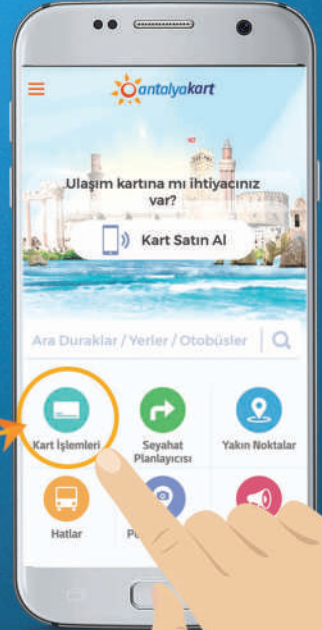 antalyakart
Ulaşım kartına mı ihtiyacınız
var?
Kart Satın Al
Ara Duraklar / Yerler / Otobüsler
Kart İşlemleri
Seyahat
Planlayıcısı
Yakın Noktalar
Hatlar